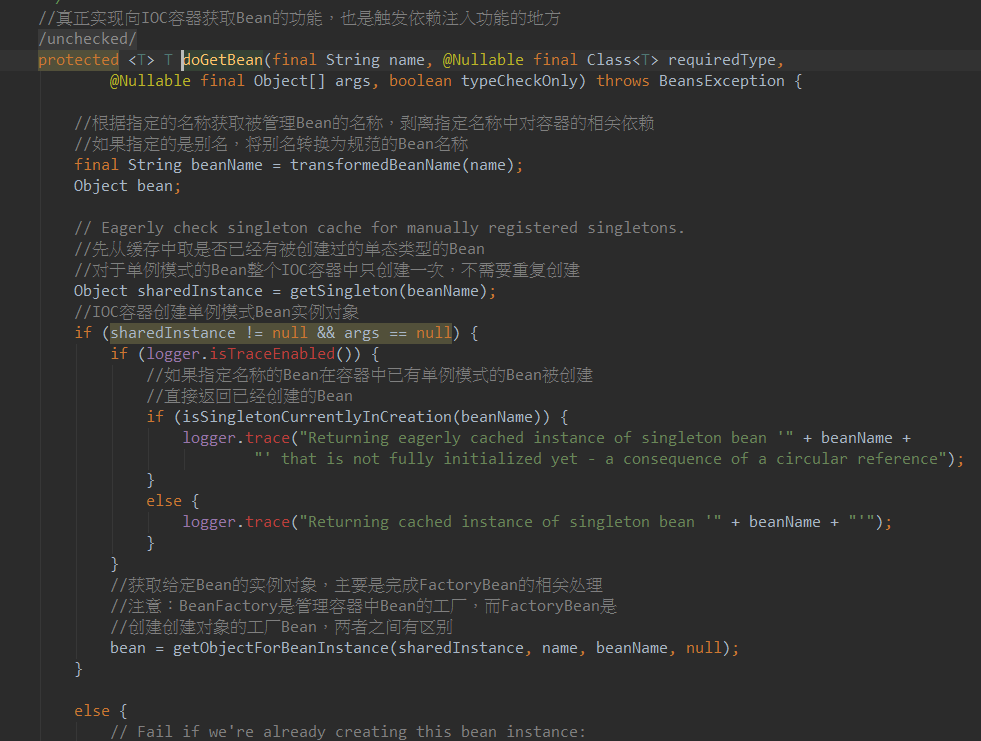 //真正实现向IOC容器获取Bean的功能，也是触发依赖注入功能的地方
/unchecked/
protected <T> T doGetBean(final String name, @Nullable final Class<T> requiredType,
@Nullable final Object[] args, boolean typeCheckOnly) throws BeansException {
//根据指定的名称获取被管理Bean的名称，剥离指定名称中对容器的相关依赖
//如果指定的是别名，将别名转换为规范的Bean名称
final String beanName = transformedBeanName(name);
Object bean;
// Eagerly check singleton cache for manually registered singletons.
//先从缓存中取是否已经有被创建过的单态类型的Bean
//对于单例模式的Bean整个IOC容器中只创建一次，不需要重复创建
Object sharedInstance = getSingleton(beanName);
//IOC容器创建单例模式Bean实例对象
if (sharedInstance != null && args == null) {
if (logger.isTraceEnabled()) {
//如果指定名称的Bean在容器中已有单例模式的Bean被创建
//直接返回已经创建的Bean
if (isSingletonCurrentlyInCreation(beanName)) {
logger.trace("Returning eagerly cached instance of singleton bean '" + beanName +
"' that is not fully initialized yet - a consequence of a circular reference");
}
else {
logger.trace("Returning cached instance of singleton bean '" + beanName + "'");
}
}
//获取给定Bean的实例对象，主要是完成FactoryBean的相关处理
//注意：BeanFactory是管理容器中Bean的工厂，而FactoryBean是
//创建创建对象的工厂Bean，两者之间有区别
bean = getObjectForBeanInstance(sharedInstance, name, beanName, null);
}
else {
// Fail if we're already creating this bean instance: